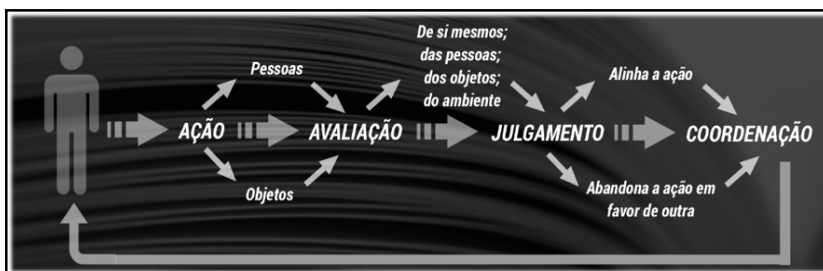 De si mesmos;
das pessoas;
dos objetos;
do ambiente
Pessoas
Alinha a ação
AÇÃO
AVALIAÇÃO
JULGAMENTO
COORDENAÇÃO
Objetos
Abandona a ação em
favor de outra